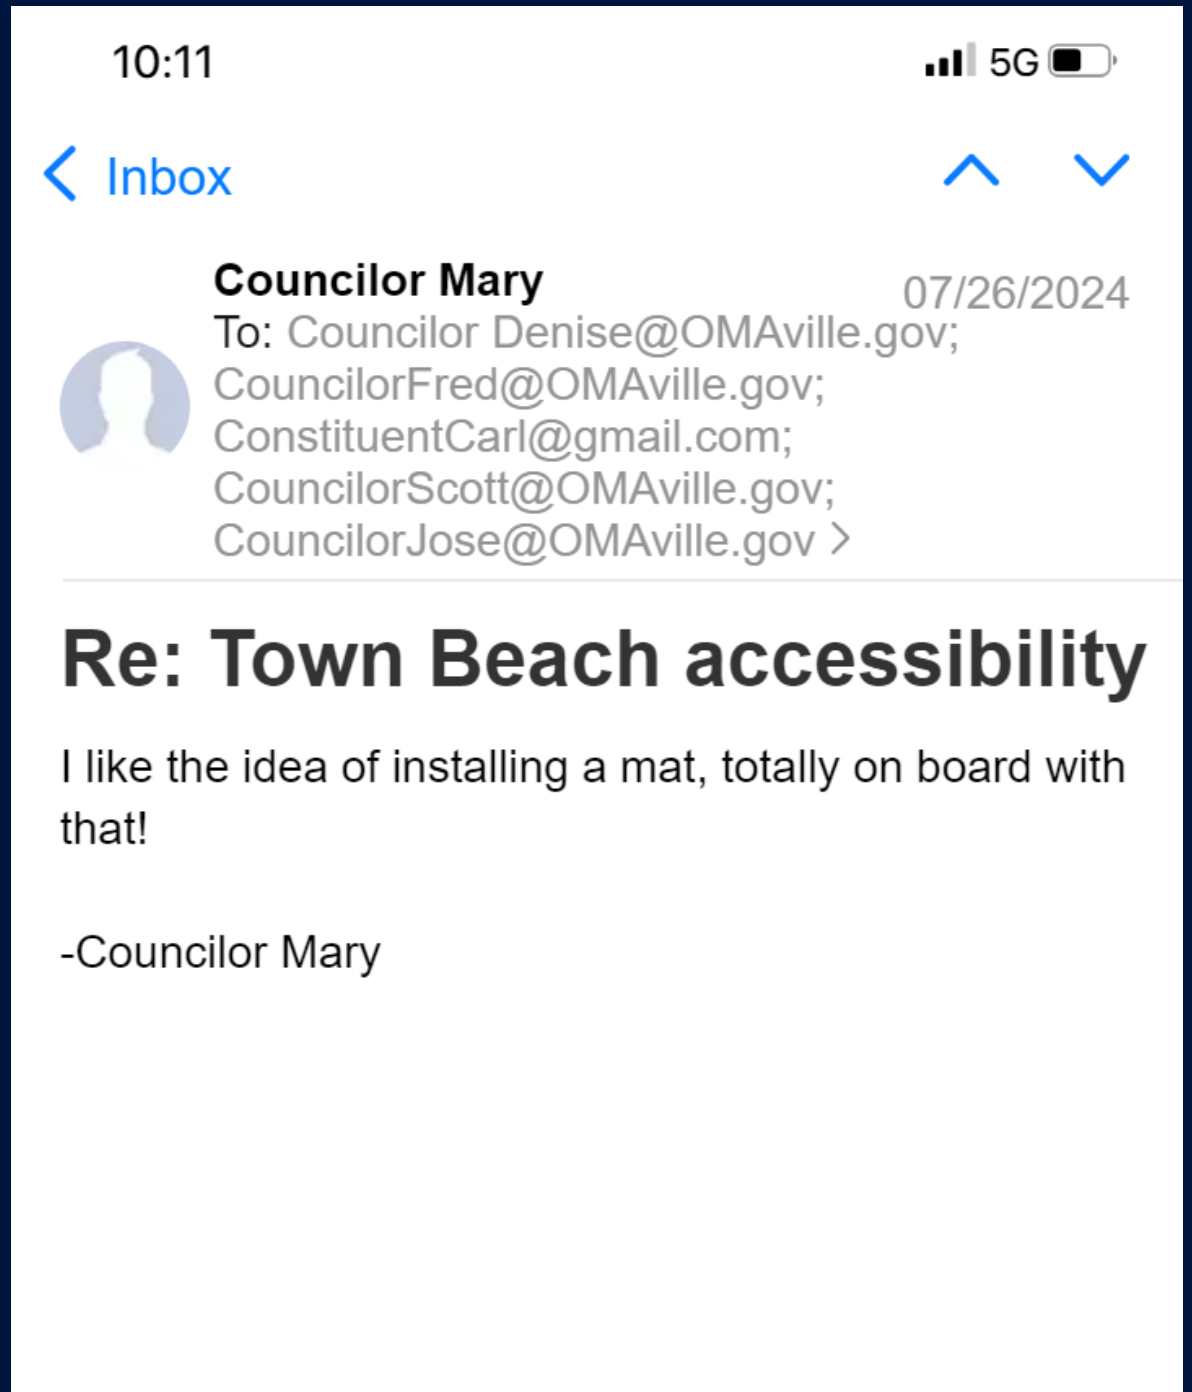 10:11
5G
Inbox
Councilor Mary
07/26/2024
To: Councilor Denise@OMAville.gov;
CouncilorFred@OMAville.gov;
ConstituentCarl@gmail.com;
CouncilorScott@OMAville.gov;
CouncilorJose@OMAville.gov
Re: Town Beach accessibility
I like the idea of installing a mat, totally on board with
that!
-Councilor Mary